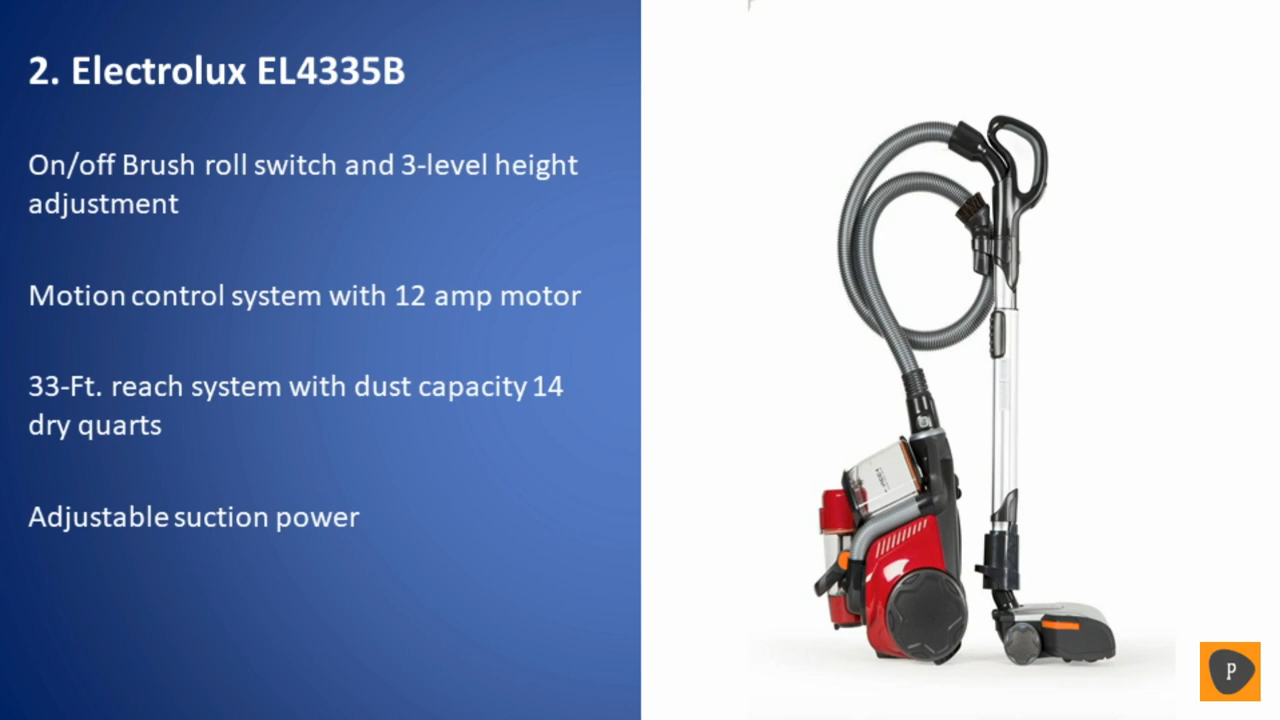 2. Electrolux EL4335B
On/off Brush roll switch and 3-level height
adjustment
Motion control system with 12 amp motor
33-Ft. reach system with dust capacity 14
dry quarts
Adjustable suction power
P